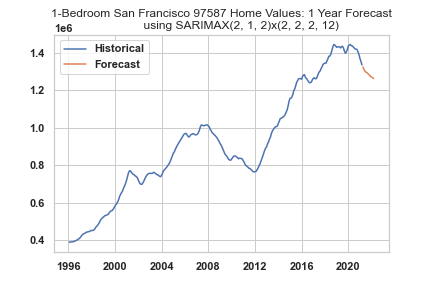 1-Bedroom San Francisco 97587 Home Values: 1 Year Forecast
using SARIMAX(2, 1, 2)x(2, 2, 2, 12)
1e6
Historical
Forecast
1.4
1.2
1.0
0.8
0.6
0.4
1996 2000 2004 2008 2012 2016 2020